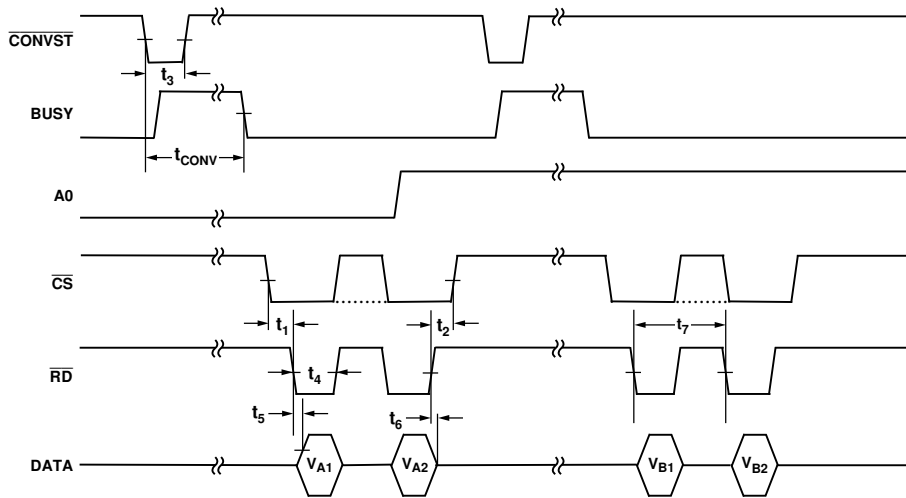 CONVST
t3
BUSY
tCONV
A0
CS
t1
t2
t7
RD
t4
t5
t6
DATA
VA1
VA2
VB1
VB2